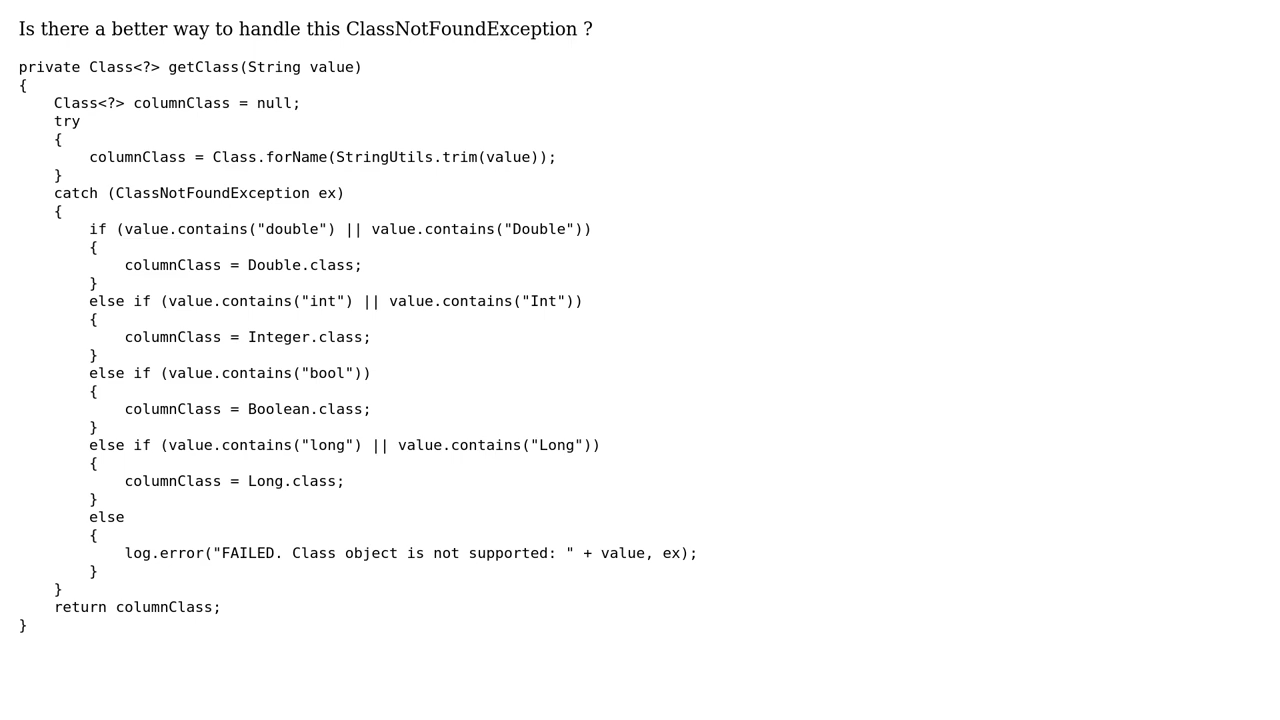 Is there a better way to handle this ClassNotFoundException ?
private Class<?> getClass(String value)
{
    Class<?> columnClass = null;
    try
    {
        columnClass = Class.forName(StringUtils.trim(value));
    }
    catch (ClassNotFoundException ex)
    {
        if (value.contains("double") || value.contains("Double"))
        {
            columnClass = Double.class;
        }
        else if (value.contains("int") || value.contains("Int"))
        {
            columnClass = Integer.class;
        }
        else if (value.contains("bool"))
        {
            columnClass = Boolean.class;
        }
        else if (value.contains("long") || value.contains("Long"))
        {
            columnClass = Long.class;
        }
        else
        {
            log.error("FAILED. Class object is not supported: " + value, ex);
        }
    }
    return columnClass;
}